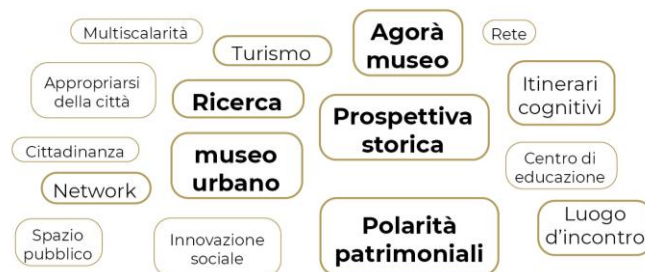 Multiscalarità
Turismo
Agorà
museo
Rete
Appropriarsi
della città
Ricerca
Prospettiva
storica
Itinerari
cognitivi
Cittadinanza
museo
urbano
Centro di
educazione
Network
Spazio
pubblico
Innovazione
sociale
Polarità
patrimoniali
Luogo
d'incontro